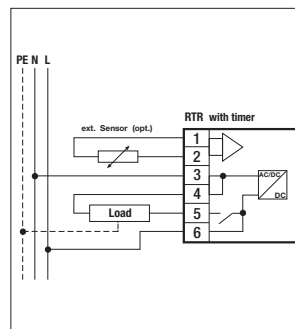 PE N L
ext. Sensor (opt.)
RTR with timer
1
2
3
4
5
6
AC/DC
DC
Load